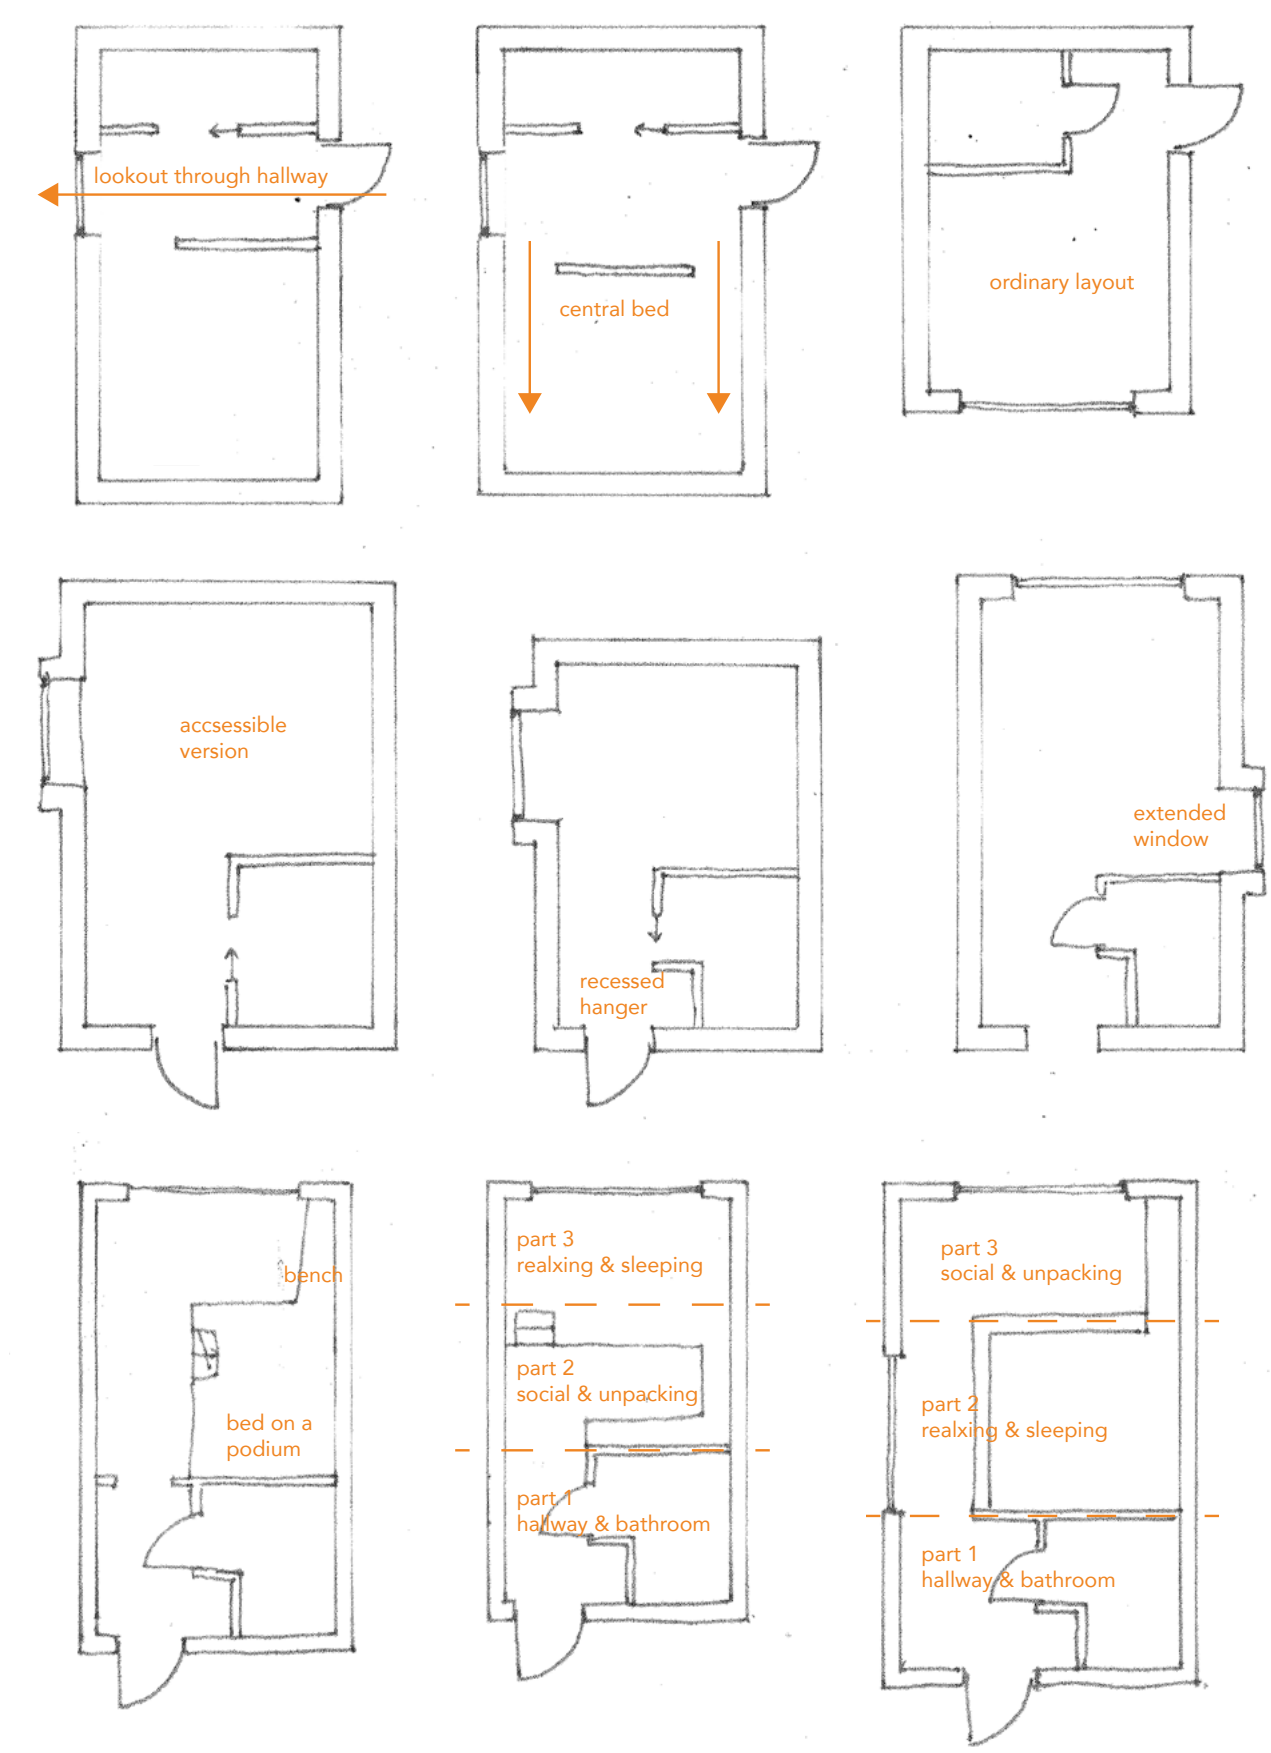 lookout through hallway
central bed
ordinary layout
accsessible
version
recessed
hanger
extended
window
bench
bed on a
podium
part 3
realxing & sleeping
part 2
social & unpacking
part 1
hallway & bathroom
part 3
social & unpacking
part 2
realxing & sleeping
part 1
hallway & bathroom